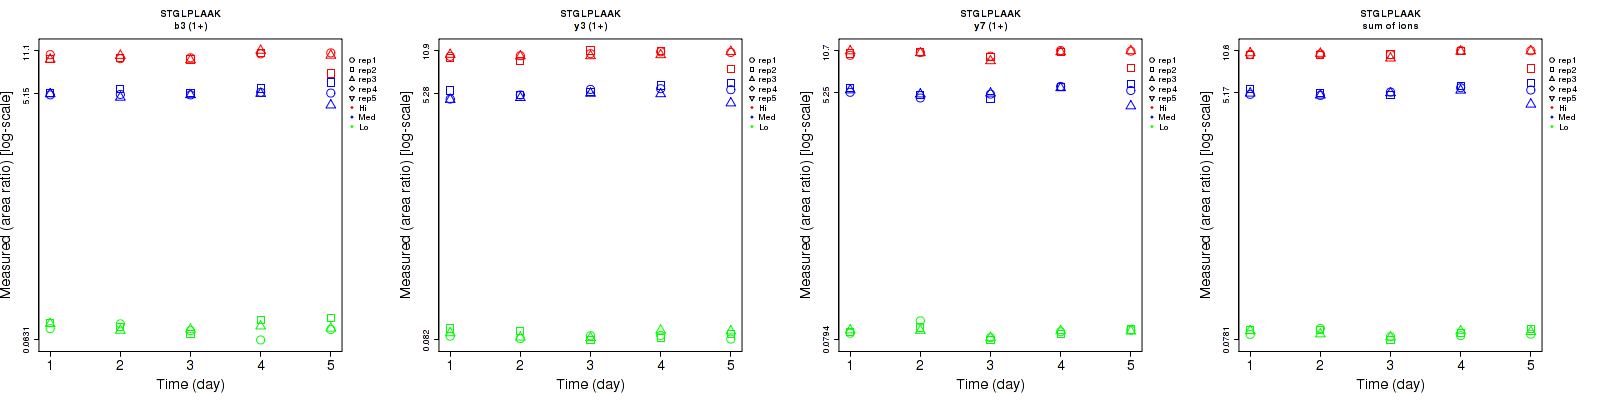 STGLPLAAK
b3 (1+)
Measured (area ratio) [log-scale]
11.1
5.15
0.0831
1 2 3 4 5
Time (day)
rep1
rep2
rep3
rep4
rep5
Hi
Med
Lo
STGLPLAAK
y3 (1+)
Measured (area ratio) [log-scale]
10.9
5.28
0.082
1 2 3 4 5
Time (day)
rep1
rep2
rep3
rep4
rep5
Hi
Med
Lo
STGLPLAAK
y7 (1+)
Measured (area ratio) [log-scale]
10.7
5.25
0.0794
1 2 3 4 5
Time (day)
rep1
rep2
rep3
rep4
rep5
Hi
Med
Lo
STGLPLAAK
sum of ions
Measured (area ratio) [log-scale]
10.8
5.17
0.0781
1 2 3 4 5
Time (day)
rep1
rep2
rep3
rep4
rep5
Hi
Med
Lo